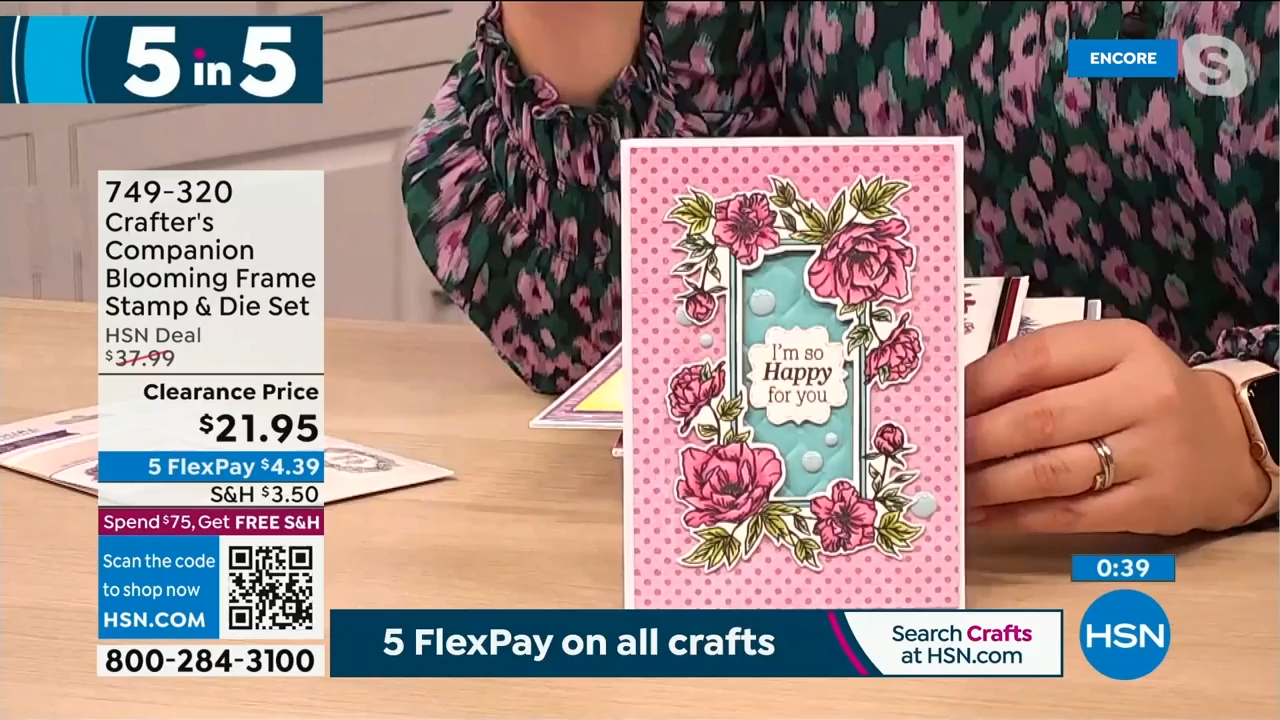 5 in 5
ENCORE
S
749-320
Crafter's
Companion
Blooming Frame
Stamp & Die Set
HSN Deal
$37.99
Clearance Price
$21.95
5 FlexPay $4.39
S&H $3.50
Spend $75, Get FREE S&H
Scan the code
to shop now
HSN.COM
800-284-3100
I'm so
Happy
for you
0:39
HSN
5 FlexPay on all crafts
Search Crafts
at HSN.com